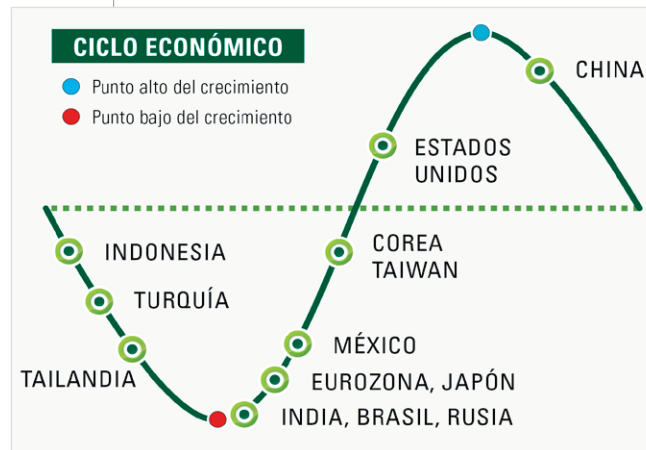 CICLO ECONÓMICO
Punto alto del crecimiento
Punto bajo del crecimiento
CHINA
ESTADOS
UNIDOS
INDONESIA
COREA
TAIWAN
TURQUÍA
MÉXICO
TAILANDIA
EUROZONA, JAPÓN
INDIA, BRASIL, RUSIA